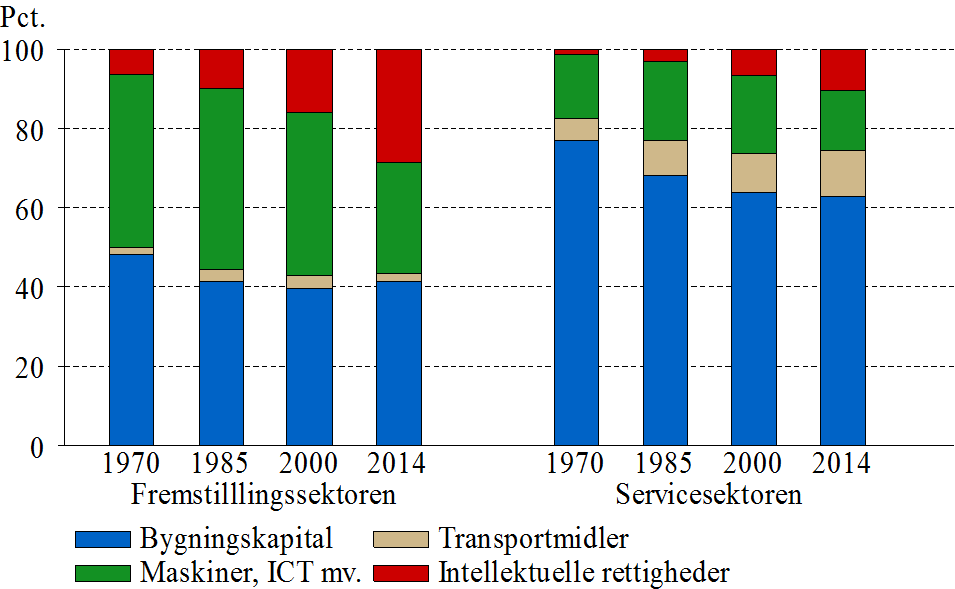 Pct.
100
80
60
40
20
0
1970 1985 2000 2014 1970 1985 2000 2014
Fremstilllingssektoren Servicesektoren
Bygningskapital Transportmidler
Maskiner, ICT mv. Intellektuelle rettigheder